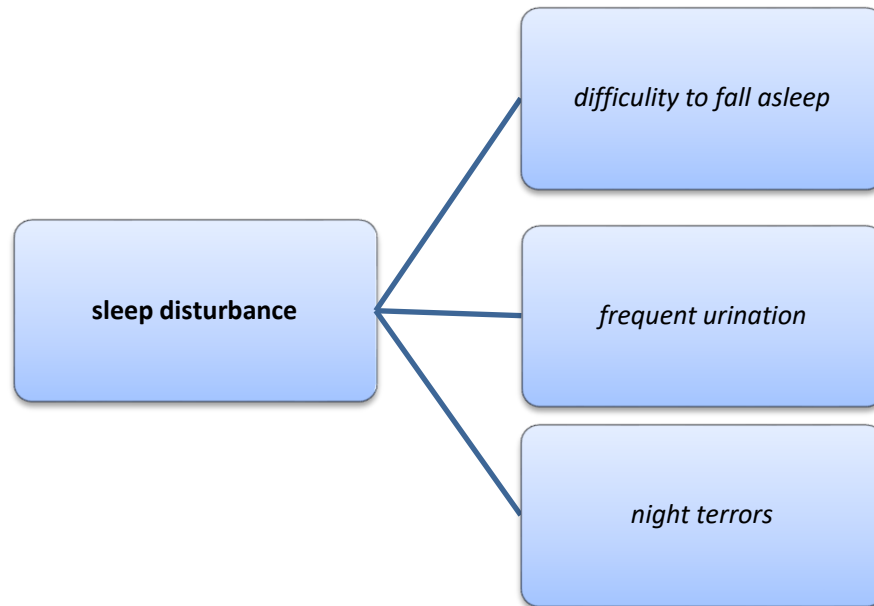 difficulity to fall asleep
sleep disturbance
frequent urination
night terrors